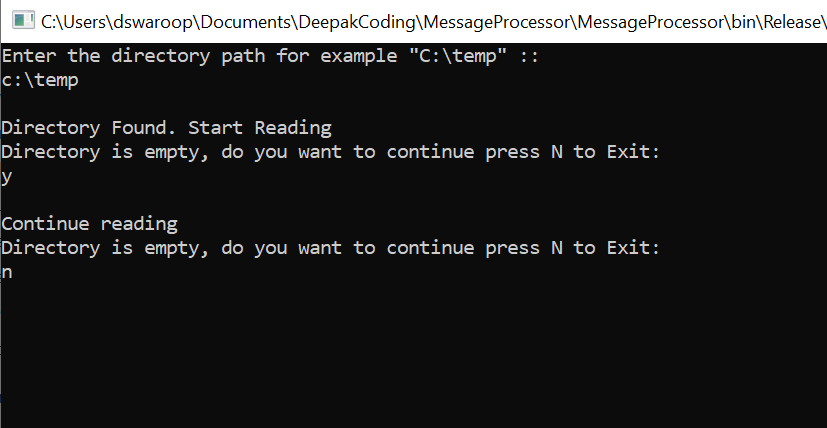 C:\Users\dswaroop\Documents\DeepakCoding\MessageProcessor\MessageProcessor\bin\Release\
Enter the directory path for example "C:\temp" ::
c:\temp
Directory Found. Start Reading
Directory is empty, do you want to continue press N to Exit:
y
Continue reading
Directory is empty, do you want to continue press N to Exit:
n